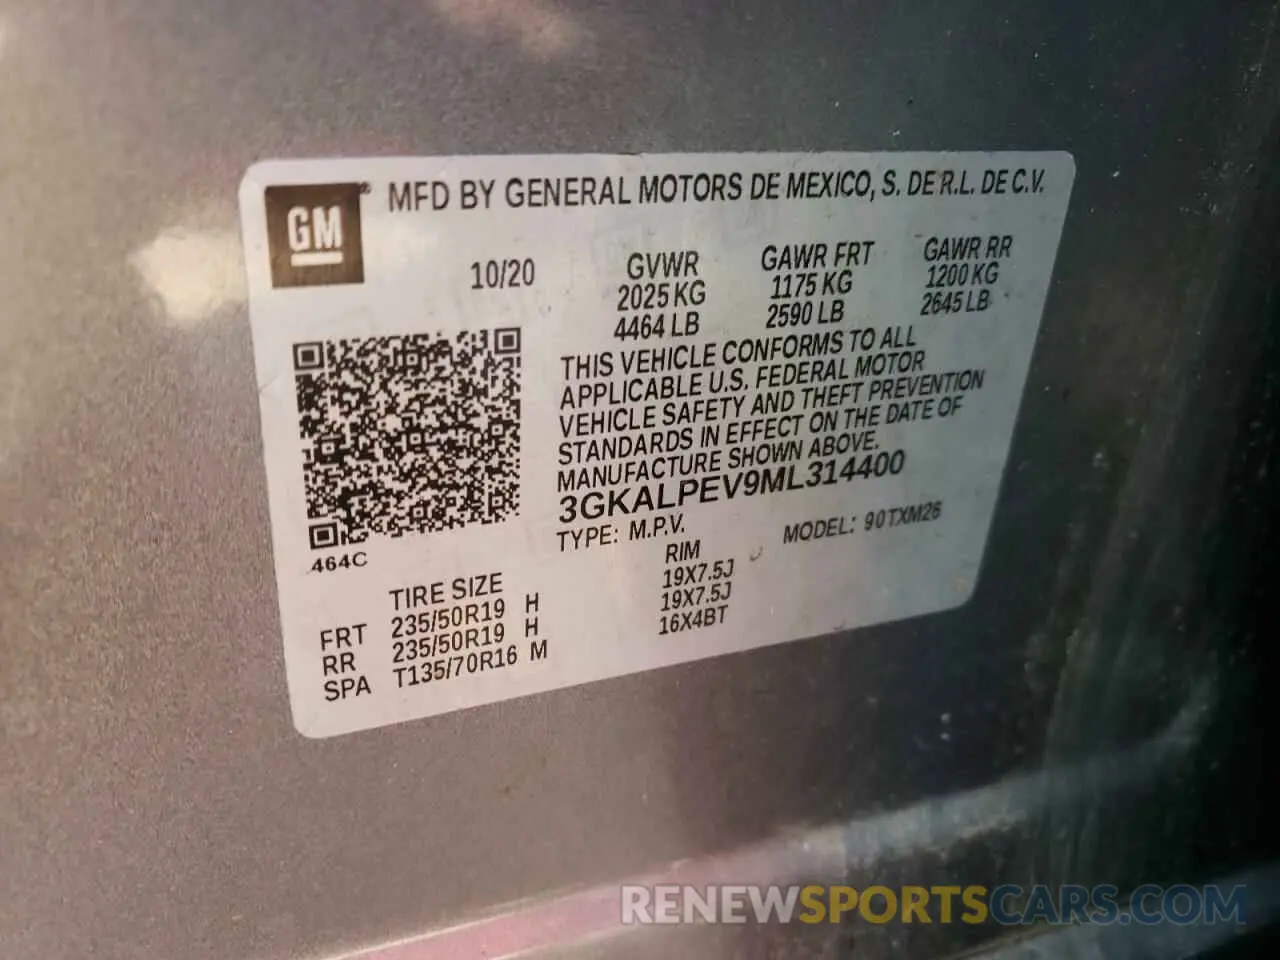 GM ® MFD BY GENERAL MOTORS DE MEXICO, S. DE R.L. DE C.V.
10/20 GVWR GAWR FRT GAWR RR
2025 KG 1175 KG 1200 KG
4464 LB 2590 LB 2645 LB
THIS VEHICLE CONFORMS TO ALL
APPLICABLE U.S. FEDERAL MOTOR
VEHICLE SAFETY AND THEFT PREVENTION
STANDARDS IN EFFECT ON THE DATE OF
MANUFACTURE SHOWN ABOVE.
3GKALPEV9ML314400
TYPE: M.P.V. MODEL: 90TXM26
464C
TIRE SIZE RIM
FRT 235/50R19 H 19X7.5J
RR 235/50R19 H 19X7.5J
SPA T135/70R16 M 16X4BT
RENEWSPORTSCARS.COM